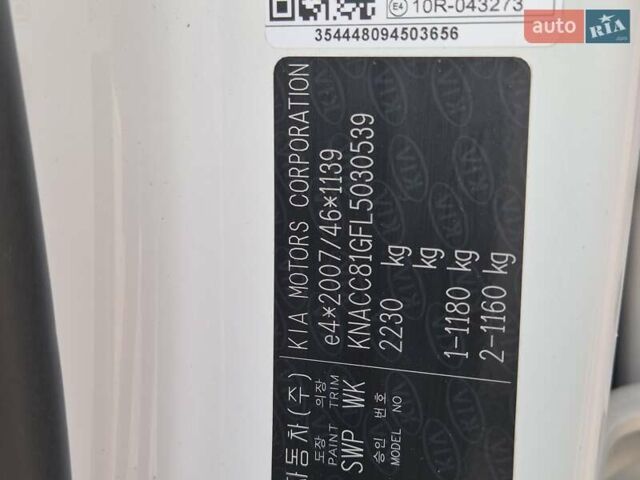 E4 10R-043273
354448094503656
auto RIA.com
KIA MOTORS CORPORATION
e4*2007/46*1139
KNACC81GFL5030539
2230 kg
kg
1-1180 kg
2-1160 kg
자동차(주)
도장 의장
PAINT TRIM
SWP WK
승인 번호
MODEL NO